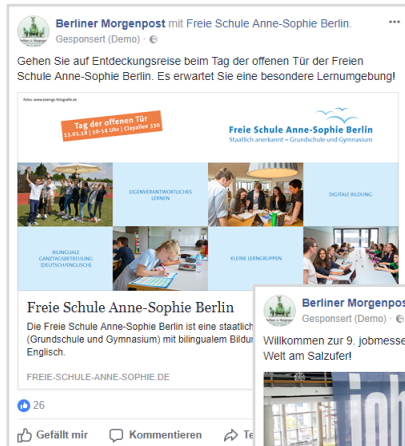 Berliner Morgenpost mit Freie Schule Anne-Sophie Berlin.
Gesponsert (Demo) ·
Gehen Sie auf Entdeckungsreise beim Tag der offenen Tür der Freien
Schule Anne-Sophie Berlin. Es erwartet Sie eine besondere Lernumgebung!
Tag der offenen Tür
13.01.18 | 10-14 Uhr | Clayallee 330
Freie Schule Anne-Sophie Berlin
Staatlich anerkannt – Grundschule und Gymnasium
EIGENVERANTWORTLICHES
LERNEN
DIGITALE BILDUNG
BILINGUALE
GANZTAGSBETREUUNG
(DEUTSCH/ENGLISCH)
KLEINE LERNGRUPPEN
Freie Schule Anne-Sophie Berlin
Die Freie Schule Anne-Sophie Berlin ist eine staatlich
(Grundschule und Gymnasium) mit bilingualem Bildun
Englisch.
FREIE-SCHULE-ANNE-SOPHIE.DE
26
Gefällt mir
Kommentieren
Te
Berliner Morgenpos
Gesponsert (Demo) ·
Willkommen zur 9. jobmesse
Welt am Salzufer!
job